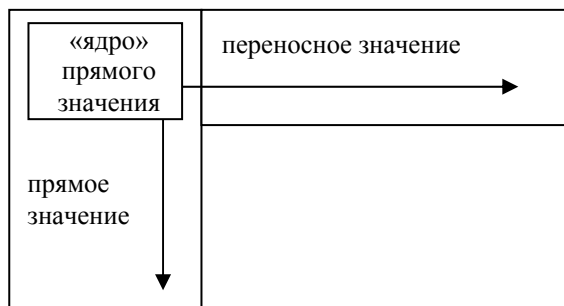 «ядро»
прямого
значения
переносное значение
прямое
значение